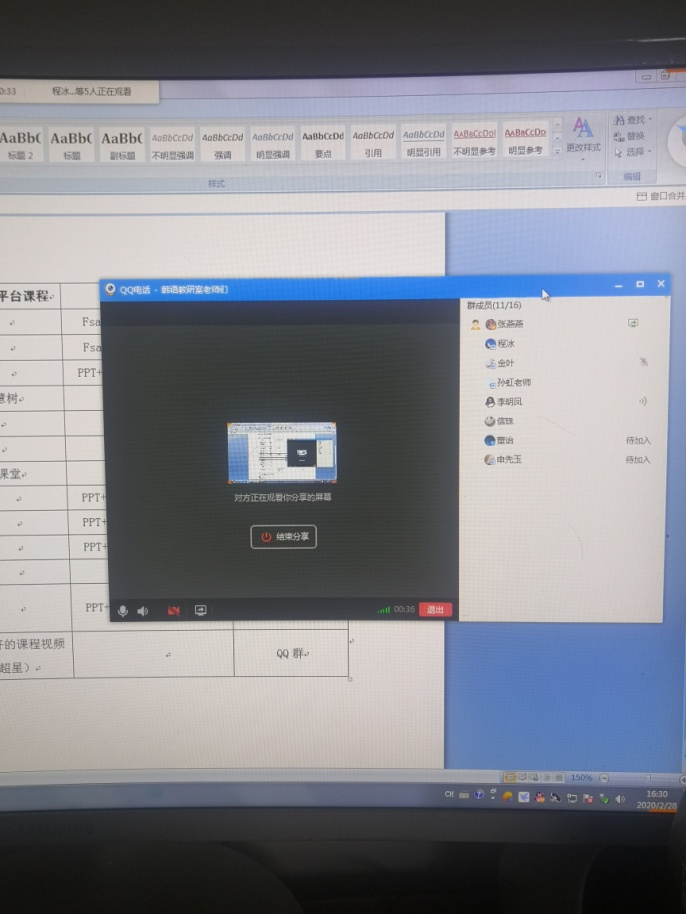 0:33 程冰...等5人正在观看
AaBb( AaBb( AaBb( AaBbCcDd AaBbCcDd AaBbCcDd AaBbCcDd AaBbCcDd AaBbCcDd AABBCCDD AABBCCDD
标题 2 标题 副标题 不明显强调 强调 明显强调 要点 引用 明显引用 不明显参考 明显参考
更改样式
查找
替换
选择
样式 编辑
窗口合并
平台课程
QQ电话 - 韩语教研室老师们
群成员(11/16)
张燕燕
程冰
金叶
孙虹老师
李明凤
董诒 待加入
申先玉 待加入
Fsa
Fsa
PPT+
慧树
课堂
PPT+
PPT+
PPT+
PPT+
对方正在观看你分享的屏幕
结束分享
00:36 退出
的课程视频
超星） QQ 群
150%
CH
16:30
2020/2/28